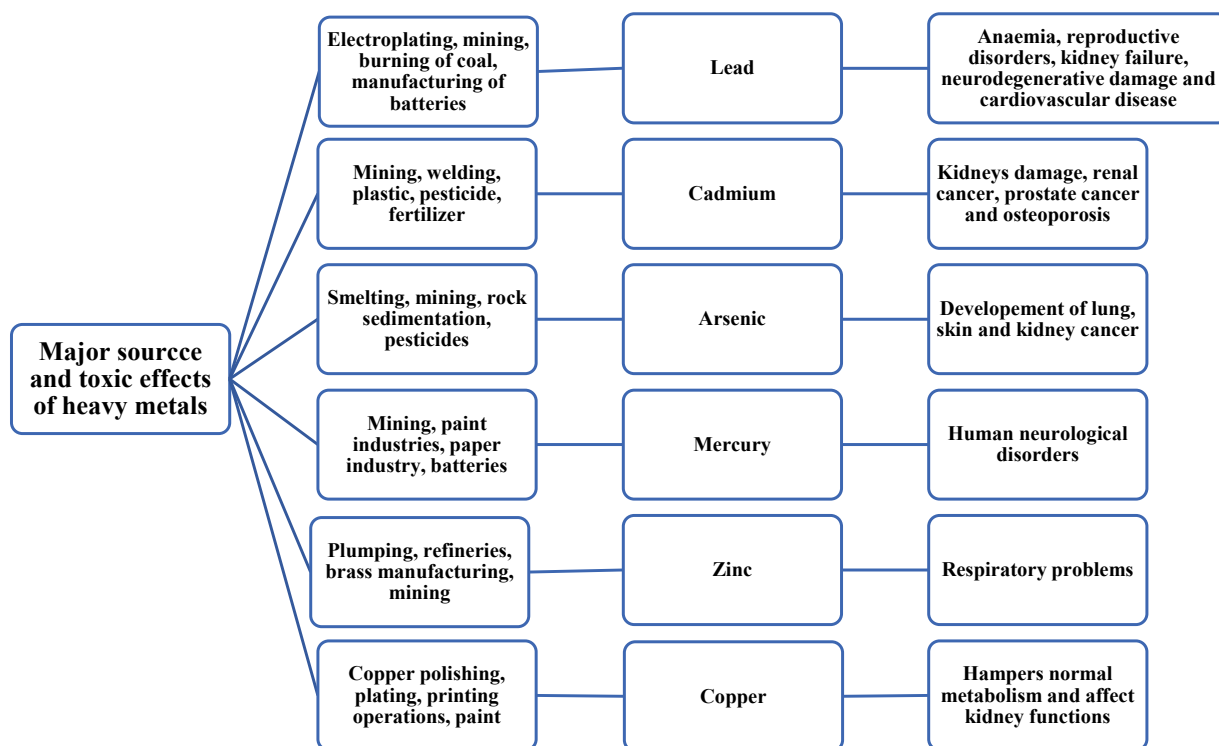 Major sourcce
and toxic effects
of heavy metals
Electroplating, mining,
burning of coal,
manufacturing of
batteries
Lead
Anaemia, reproductive
disorders, kidney failure,
neurodegenerative damage and
cardiovascular disease
Mining, welding,
plastic, pesticide,
fertilizer
Cadmium
Kidneys damage, renal
cancer, prostate cancer
and osteoporosis
Smelting, mining, rock
sedimentation,
pesticides
Arsenic
Developement of lung,
skin and kidney cancer
Mining, paint
industries, paper
industry, batteries
Mercury
Human neurological
disorders
Plumping, refineries,
brass manufacturing,
mining
Zinc
Respiratory problems
Copper polishing,
plating, printing
operations, paint
Copper
Hampers normal
metabolism and affect
kidney functions